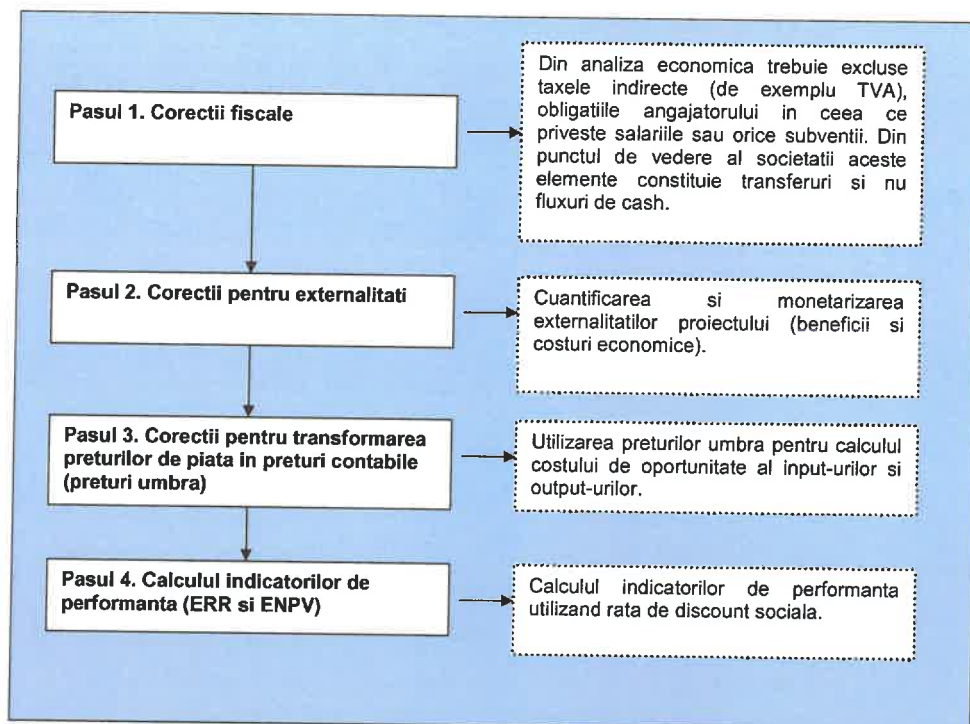 Pasul 1. Corectii fiscale
Din analiza economica trebuie excluse
taxele indirecte (de exemplu TVA),
obligatiile angajatorului in ceea ce
priveste salariile sau orice subventii. Din
punctul de vedere al societatii aceste
elemente constituie transferuri si nu
fluxuri de cash.
Pasul 2. Corectii pentru externalitati
Cuantificarea si monetarizarea
externalitatilor proiectului (beneficii si
costuri economice).
Pasul 3. Corectii pentru transformarea
preturilor de piata in preturi contabile
(preturi umbra)
Utilizarea preturilor umbra pentru calculul
costului de oportunitate al input-urilor si
output-urilor.
Pasul 4. Calculul indicatorilor de
performanta (ERR si ENPV)
Calculul indicatorilor de performanta
utilizand rata de discount sociala.